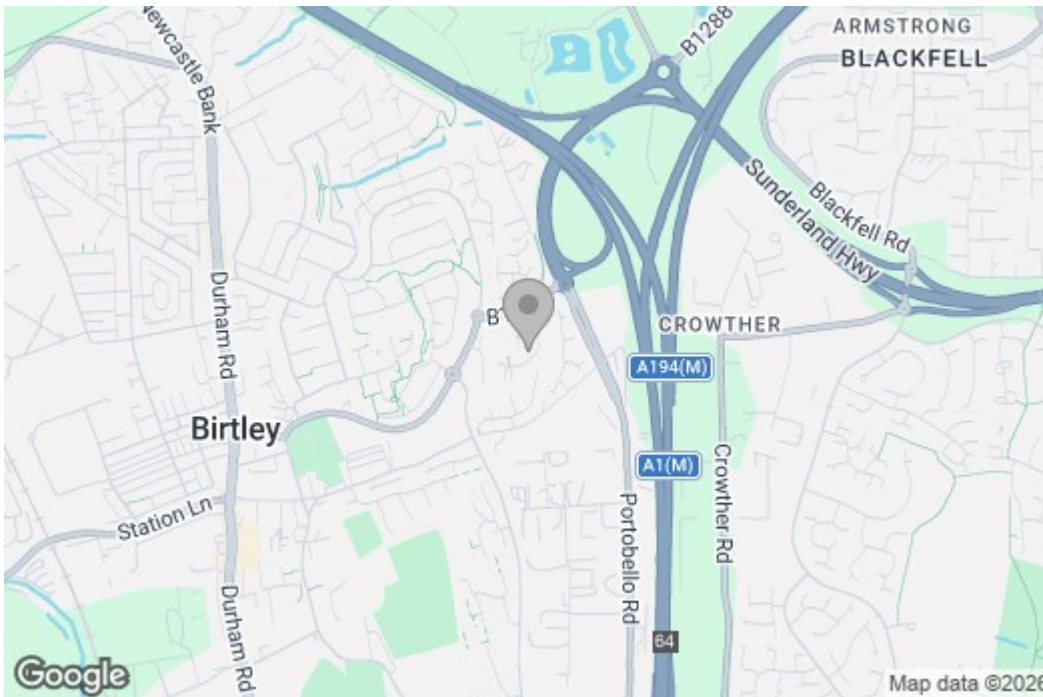 ARMSTRONG
BLACKFELL
B1288
Newcastle Bank
Blackfell Rd
Sunderland Hwy
Durham Rd
CROWTHER
A194(M)
Birtley
A1(M)
Crowther Rd
Portobello Rd
Station Ln
Durham Rd
64
Google
Map data ©2026